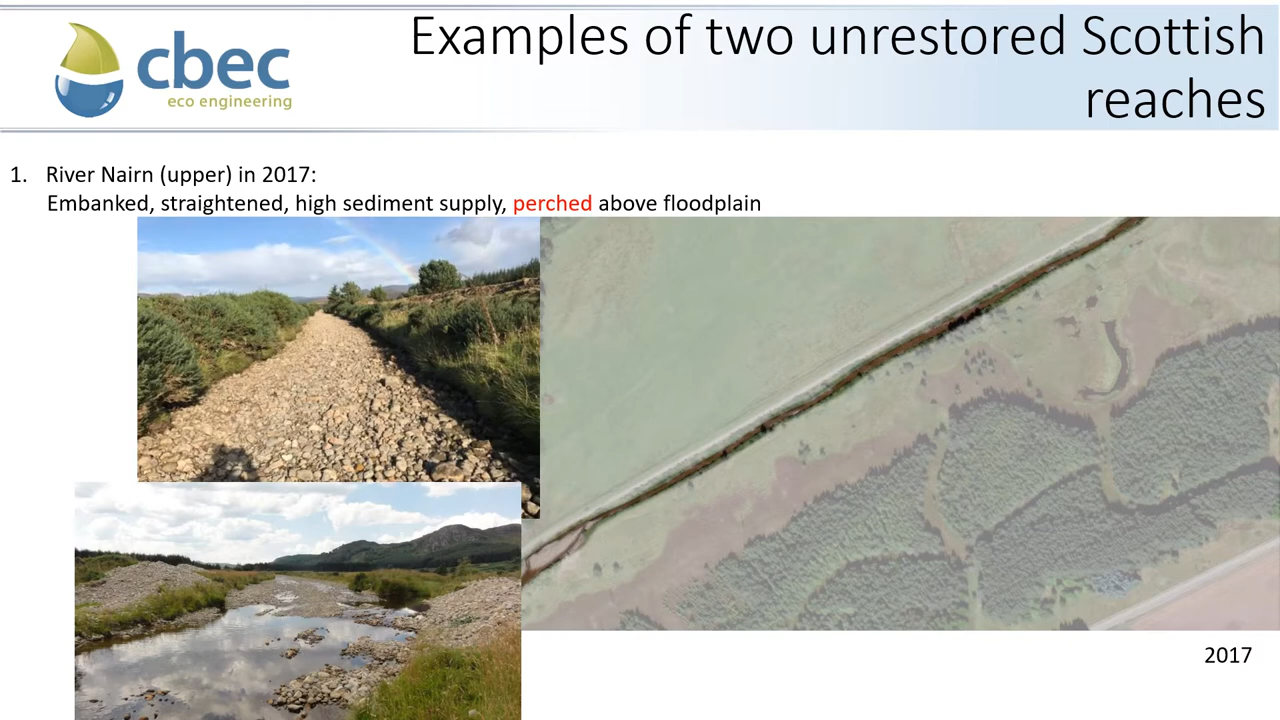 cbec
eco engineering
Examples of two unrestored Scottish
reaches
1. River Nairn (upper) in 2017:
Embanked, straightened, high sediment supply, perched above floodplain
2017